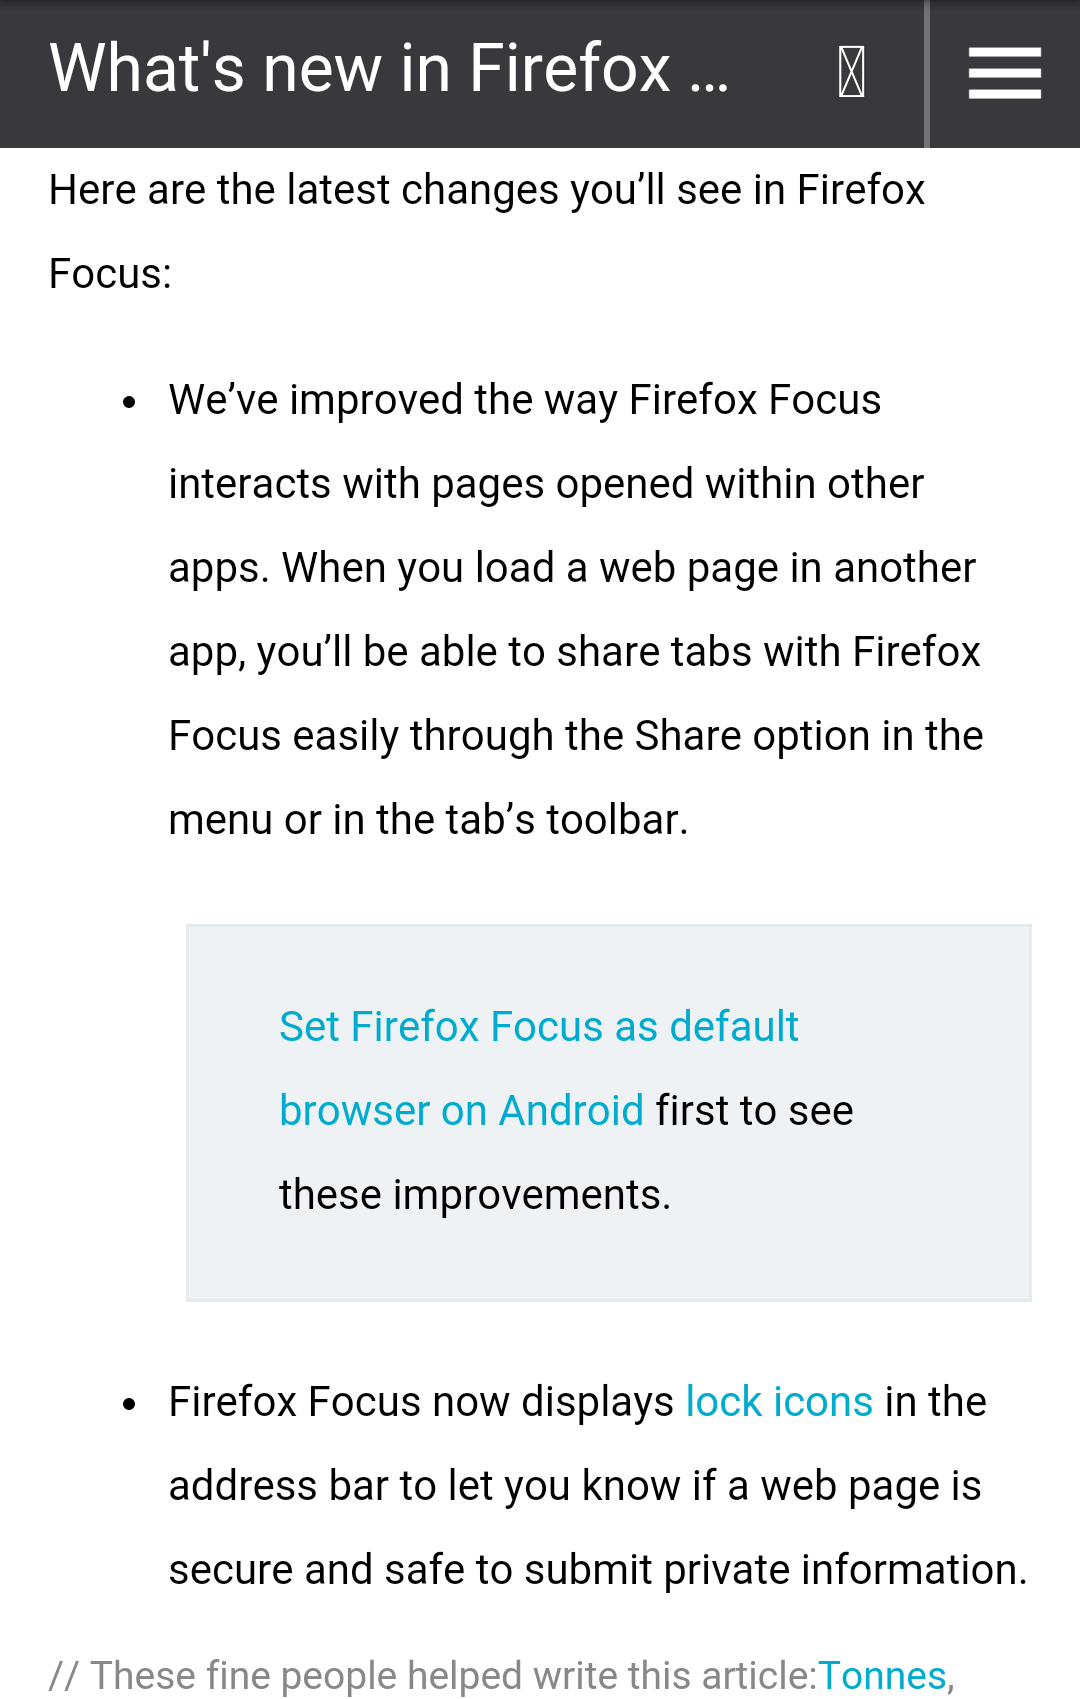 What's new in Firefox ...
Here are the latest changes you’ll see in Firefox
Focus:
• We’ve improved the way Firefox Focus
interacts with pages opened within other
apps. When you load a web page in another
app, you’ll be able to share tabs with Firefox
Focus easily through the Share option in the
menu or in the tab’s toolbar.
Set Firefox Focus as default
browser on Android first to see
these improvements.
• Firefox Focus now displays lock icons in the
address bar to let you know if a web page is
secure and safe to submit private information.
// These fine people helped write this article:Tonnes,